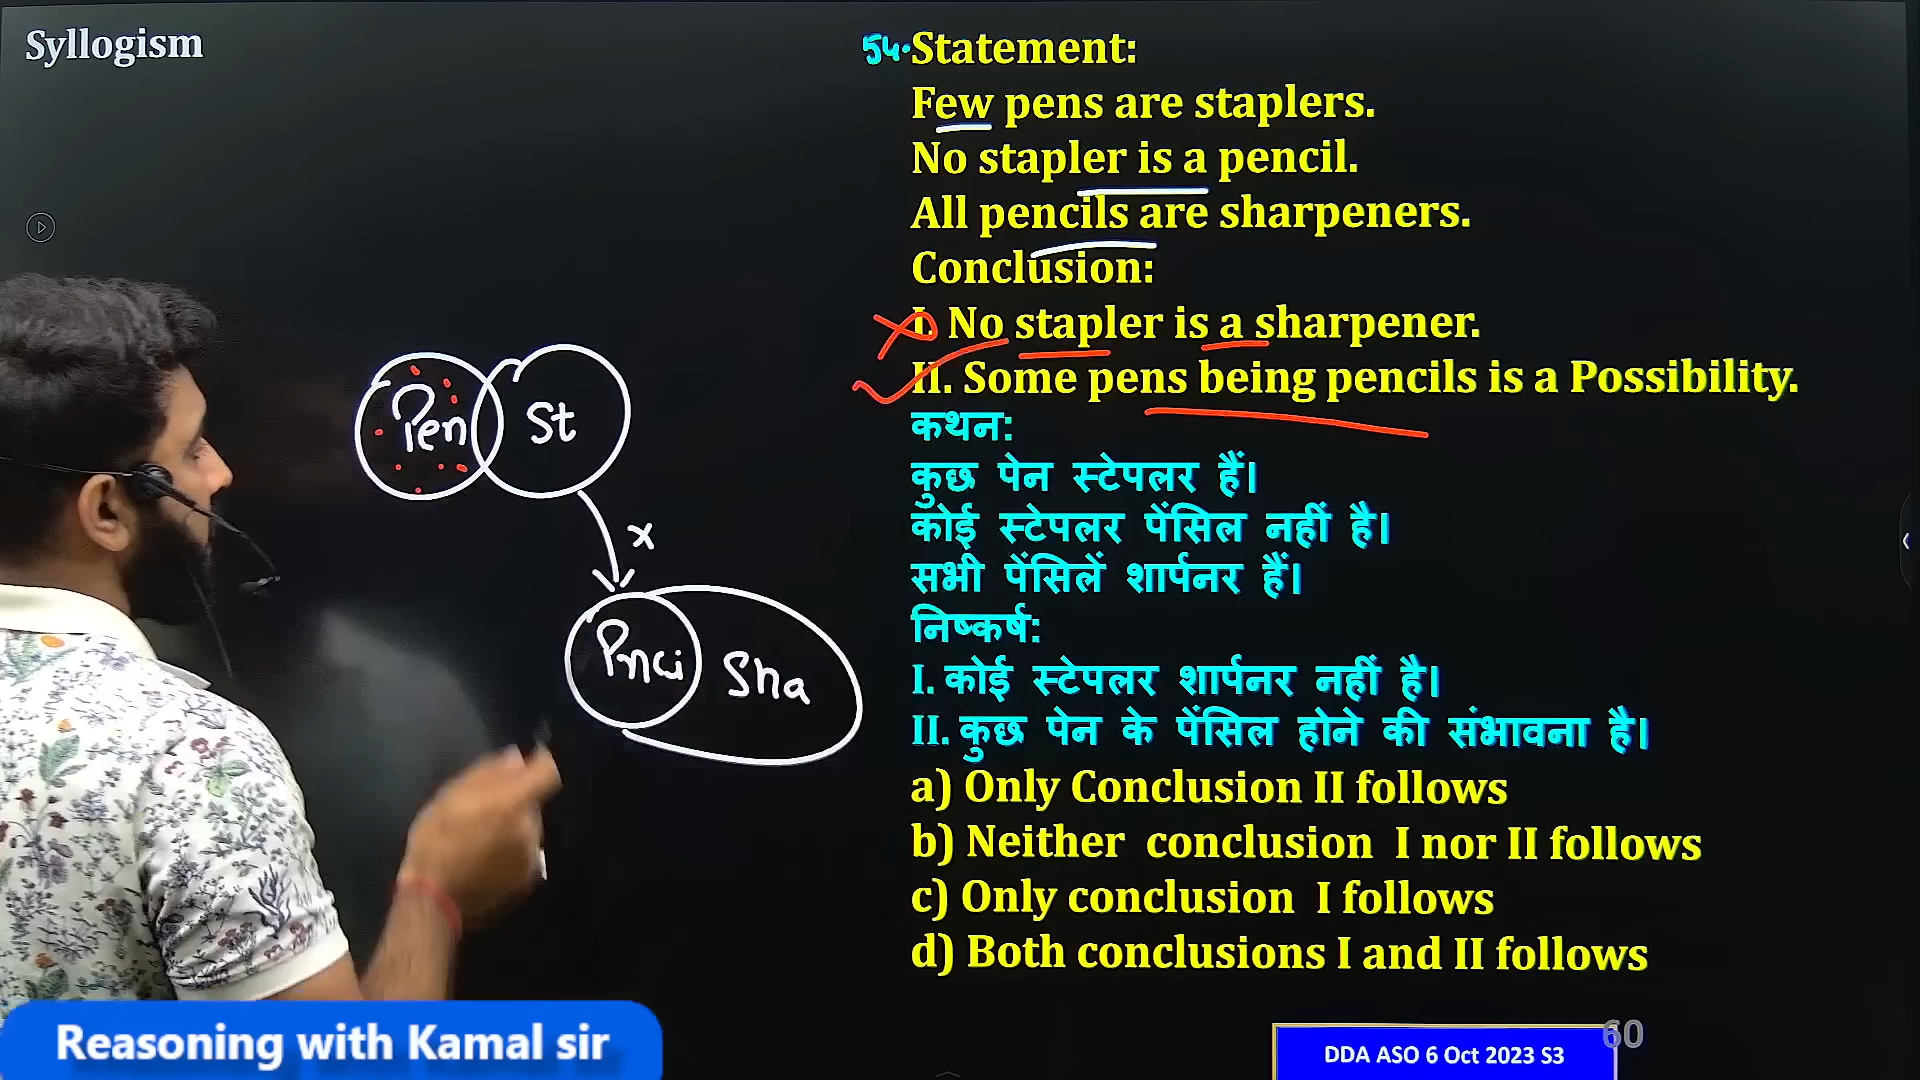 Syllogism
54. Statement:
Few pens are staplers.
No stapler is a pencil.
All pencils are sharpeners.
Conclusion:
I. No stapler is a sharpener.
II. Some pens being pencils is a Possibility.
कथन:
कुछ पेन स्टेपलर हैं।
कोई स्टेपलर पेंसिल नहीं है।
सभी पेंसिलें शार्पनर हैं।
निष्कर्ष:
I. कोई स्टेपलर शार्पनर नहीं है।
II. कुछ पेन के पेंसिल होने की संभावना है।
a) Only Conclusion II follows
b) Neither conclusion I nor II follows
c) Only conclusion I follows
d) Both conclusions I and II follows
Pen St
x
Pnci Sha
Reasoning with Kamal sir
60
DDA ASO 6 Oct 2023 S3